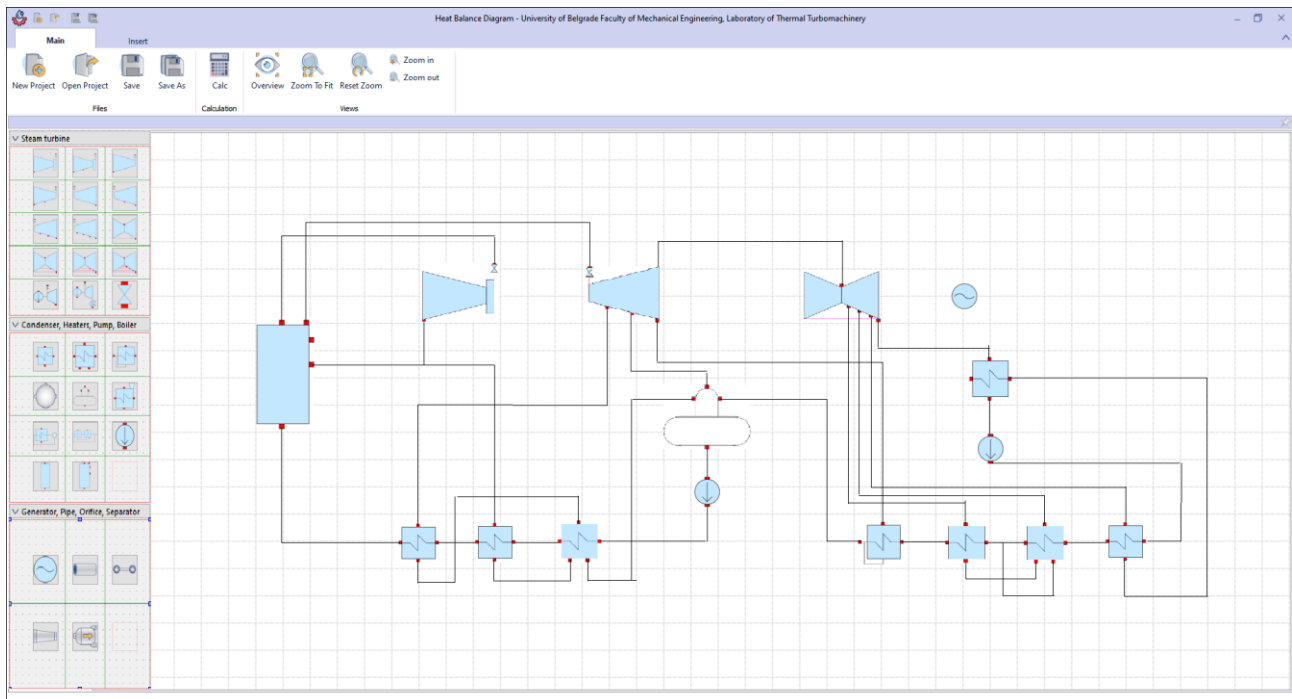 Heat Balance Diagram - University of Belgrade Faculty of Mechanical Engineering, Laboratory of Thermal Turbomachinery
Main
Insert
New Project
Open Project
Save
Save As
Calc
Overview
Zoom To Fit
Reset Zoom
Zoom in
Zoom out
Files
Calculation
Views
Steam turbine
Condenser, Heaters, Pump, Boiler
Generator, Pipe, Orifice, Separator